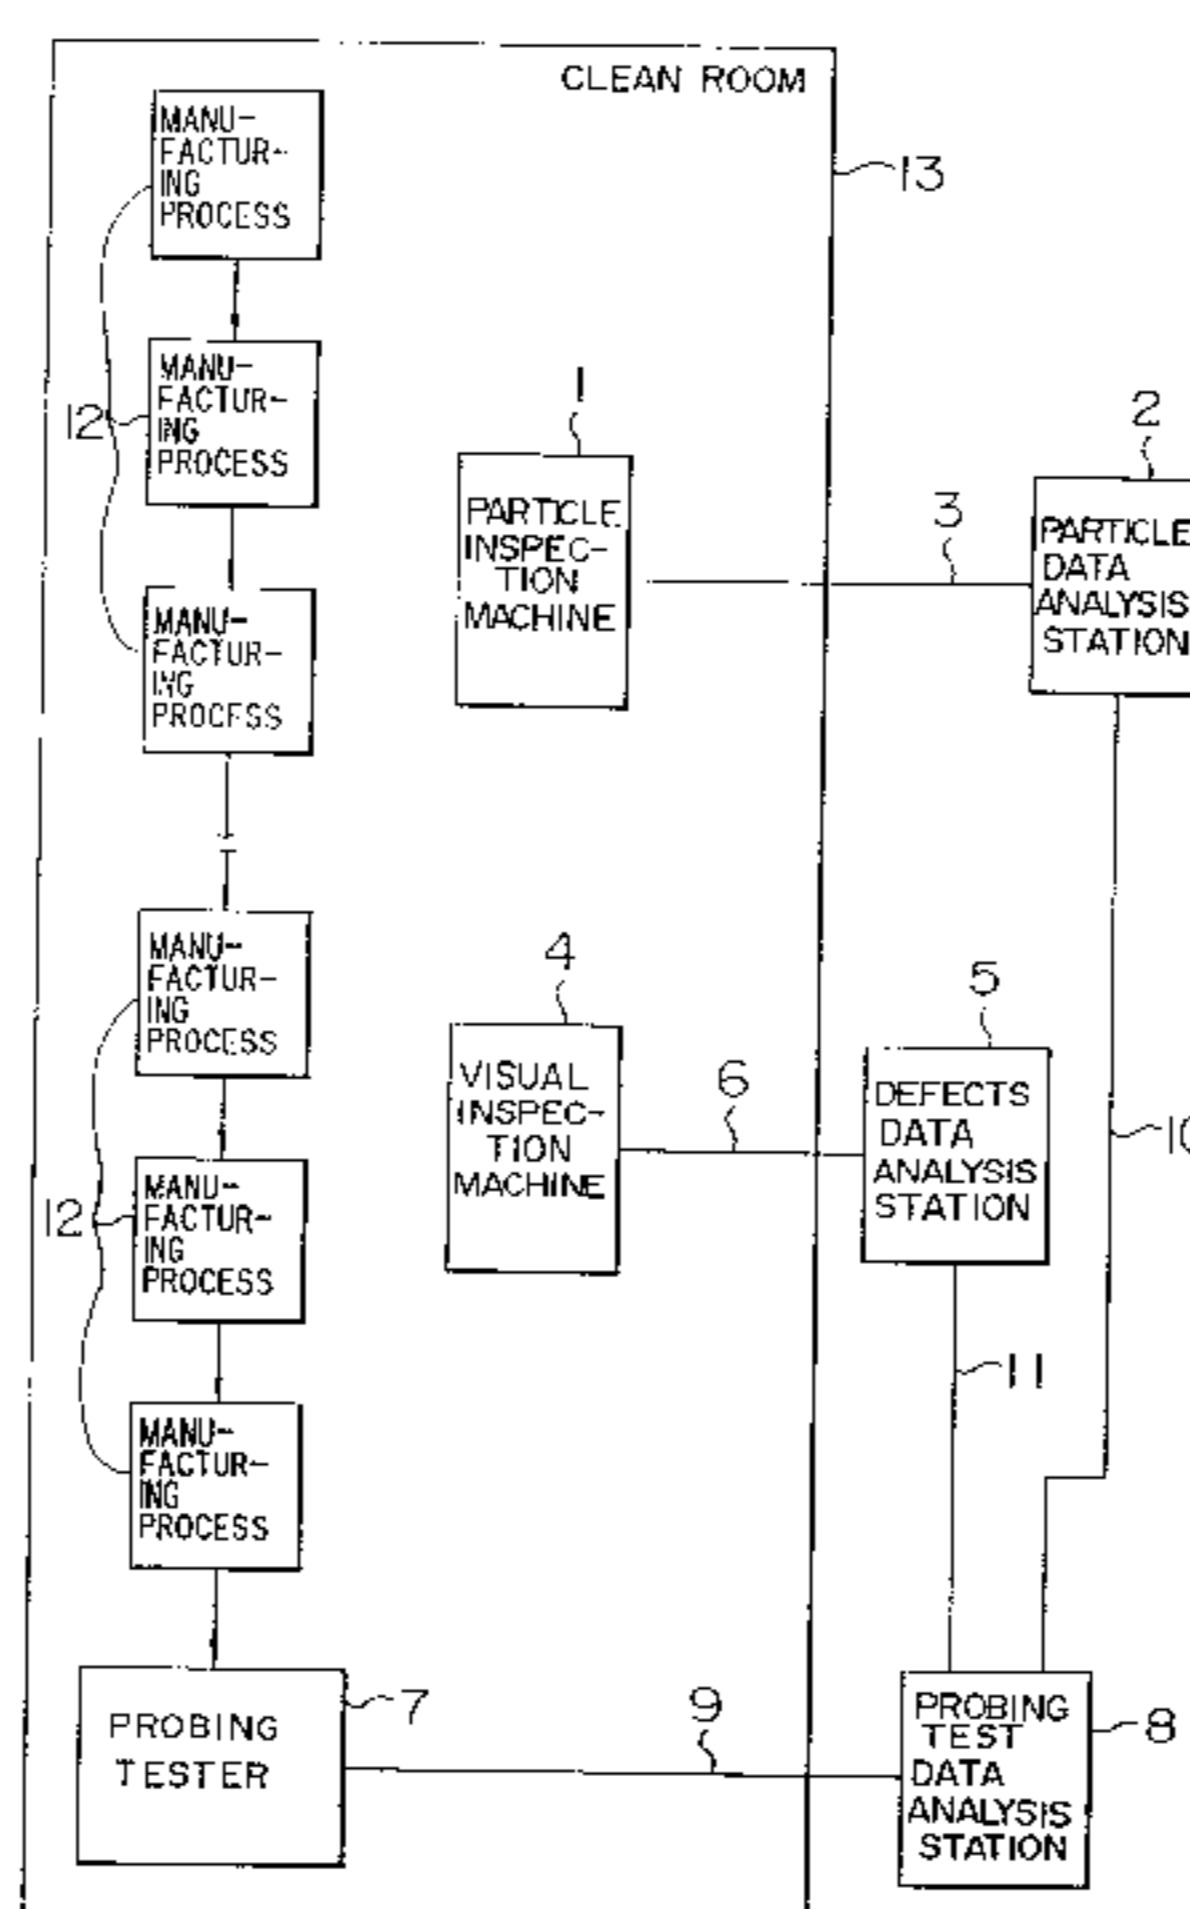 CLEAN ROOM
13
MANU-
FACTUR-
ING
PROCESS
12
MANU-
FACTUR-
ING
PROCESS
MANU-
FACTUR-
ING
PROCESS
1
PARTICLE
INSPEC-
TION
MACHINE
3
2
PARTICLE
DATA
ANALYSIS
STATION
MANU-
FACTUR-
ING
PROCESS
12
MANU-
FACTUR-
ING
PROCESS
MANU-
FACTUR-
ING
PROCESS
4
VISUAL
INSPEC-
TION
MACHINE
6
5
DEFECTS
DATA
ANALYSIS
STATION
10
11
PROBING
TESTER
7
9
PROBING
TEST
DATA
ANALYSIS
STATION
8